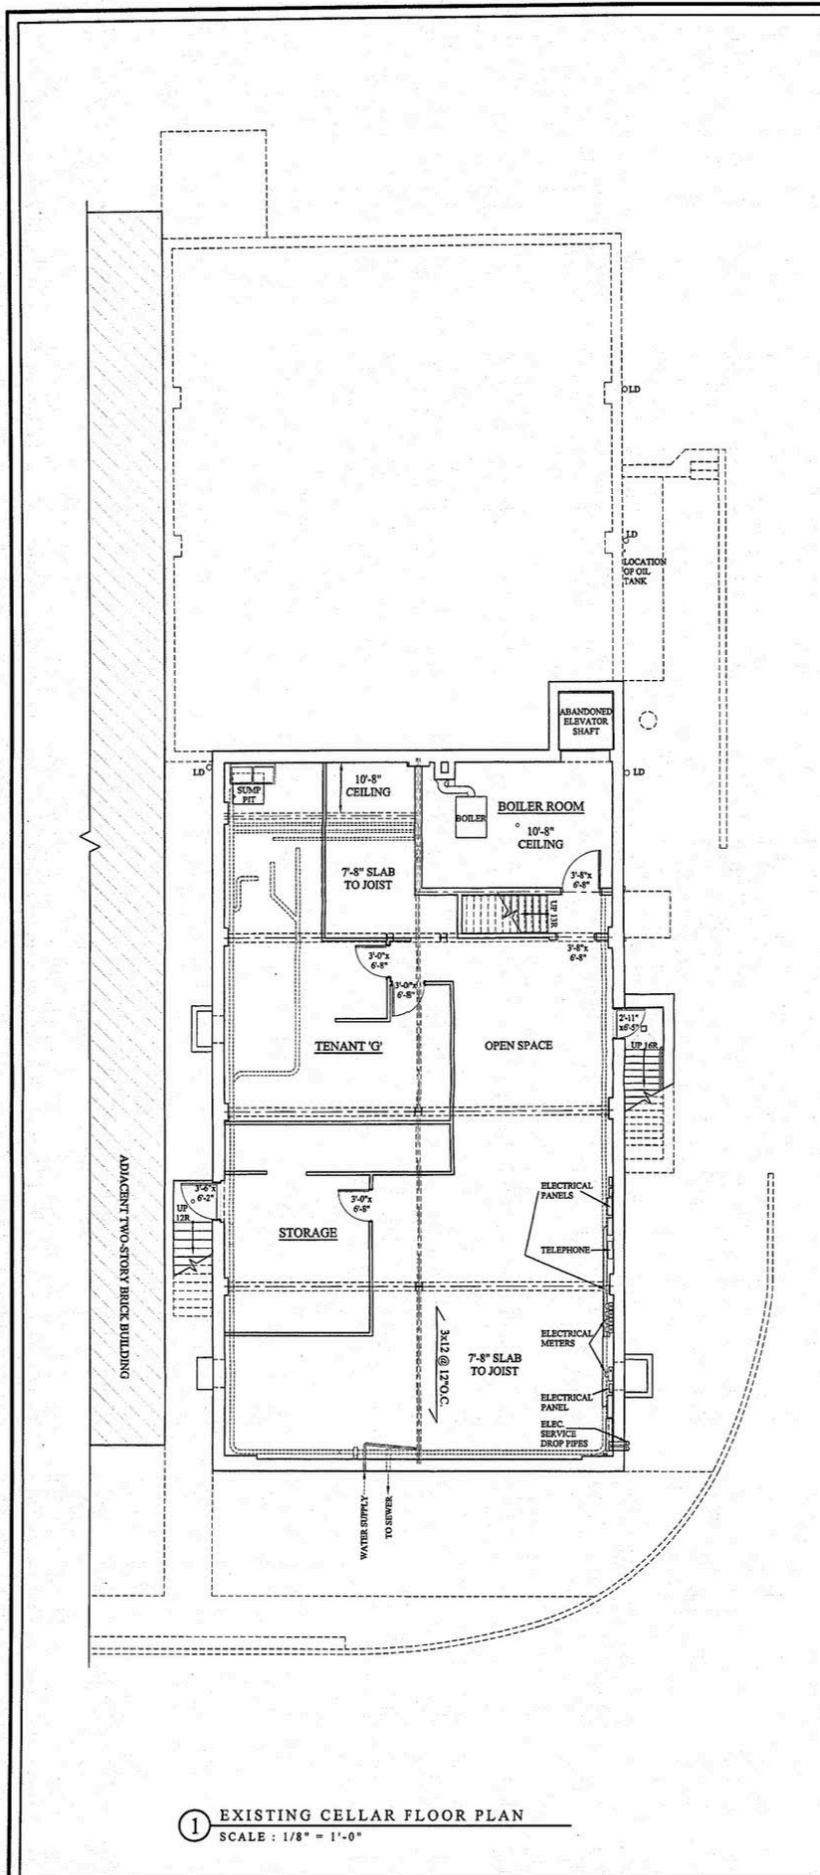 LD
LD
LOCATION
OF OIL
TANK
ABANDONED
ELEVATOR
SHAFT
LD
LD
SUMP
PIT
10'-8"
CEILING
BOILER
BOILER ROOM
10'-8"
CEILING
7'-8" SLAB
TO JOIST
3'-8"x
6'-8"
UP 13R
3'-8"x
6'-8"
3'-0"x
6'-8"
3'-0"x
6'-8"
TENANT 'G'
OPEN SPACE
2'-11"
x6'-5"
UP 16R
ADJACENT TWO-STORY BRICK BUILDING
3'-6"x
6'-2"
UP
12R
3'-0"x
6'-8"
STORAGE
ELECTRICAL
PANELS
TELEPHONE
3x12 @ 12"O.C.
7'-8" SLAB
TO JOIST
ELECTRICAL
METERS
ELECTRICAL
PANEL
ELEC.
SERVICE
DROP PIPES
WATER SUPPLY
TO SEWER
1
EXISTING CELLAR FLOOR PLAN
SCALE : 1/8" = 1'-0"